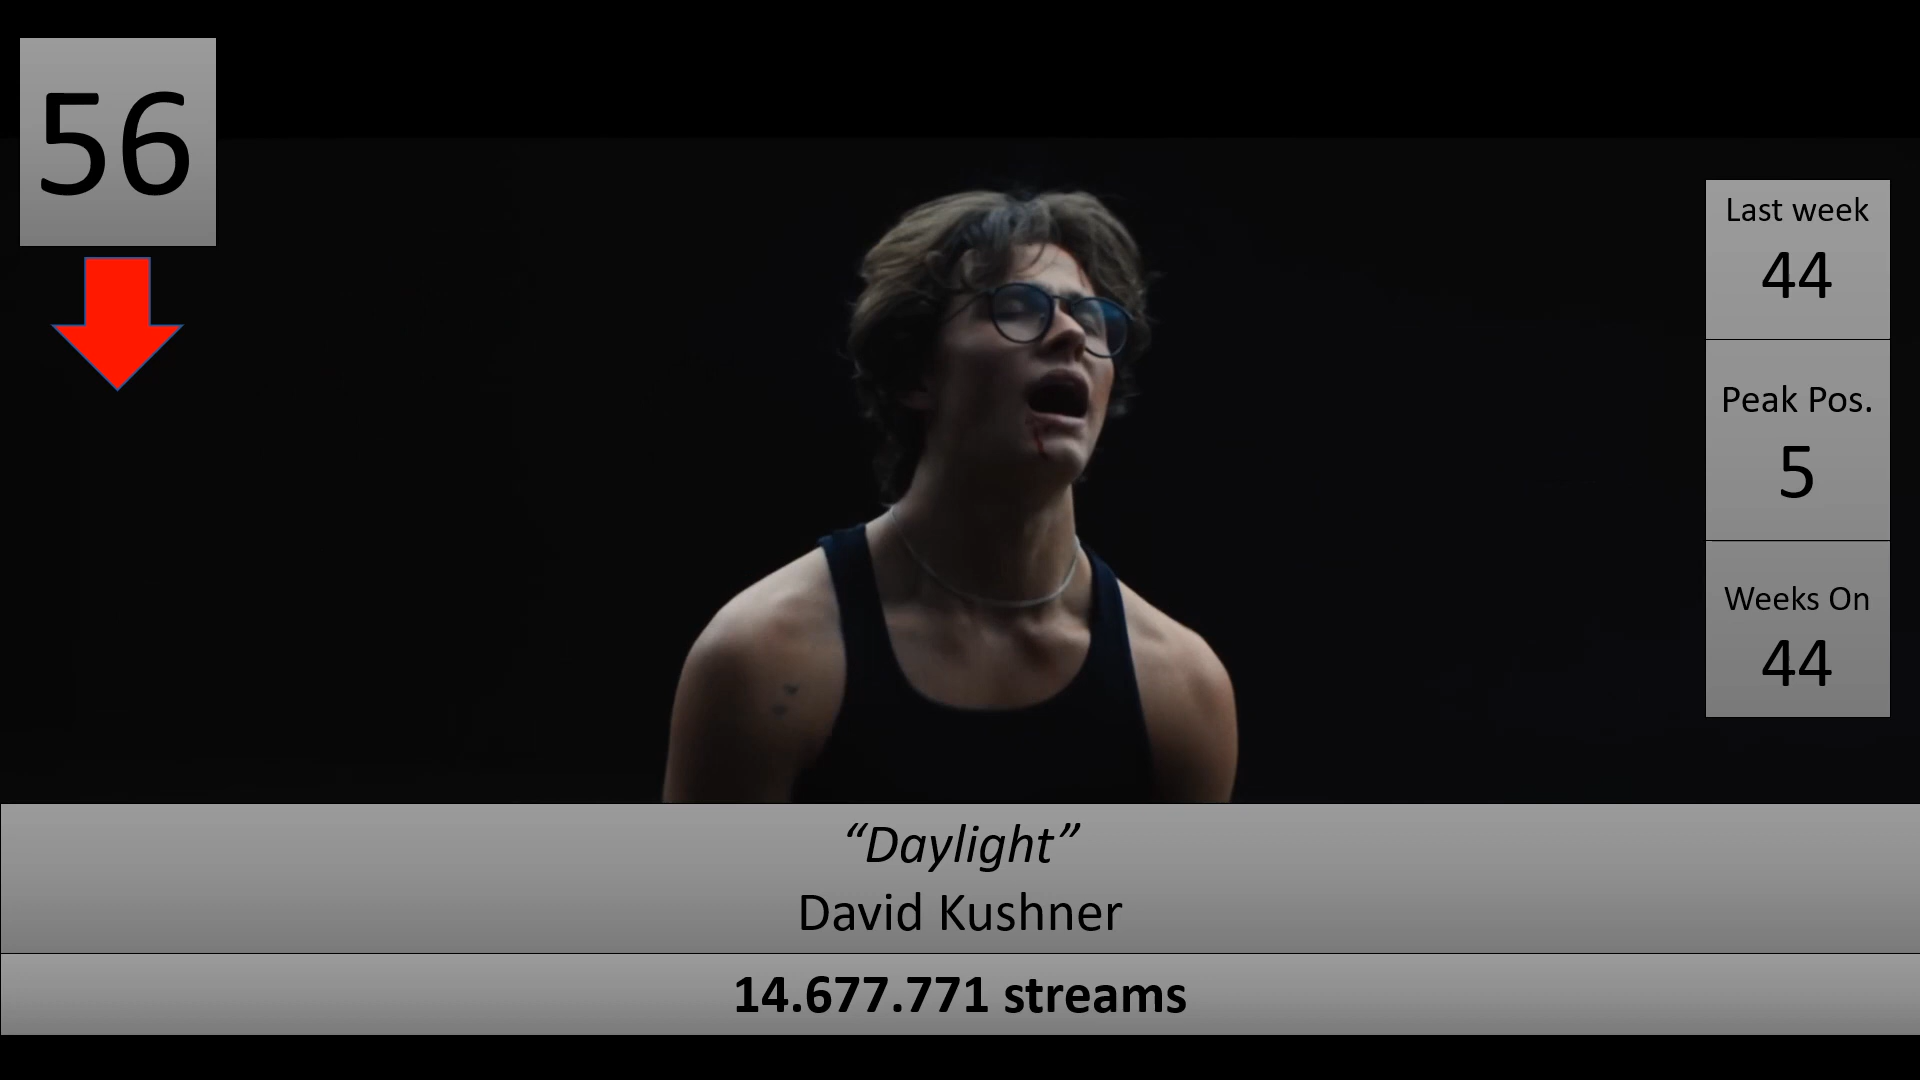 56
Last week
44
Peak Pos.
5
Weeks On
44
“Daylight”
David Kushner
14.677.771 streams